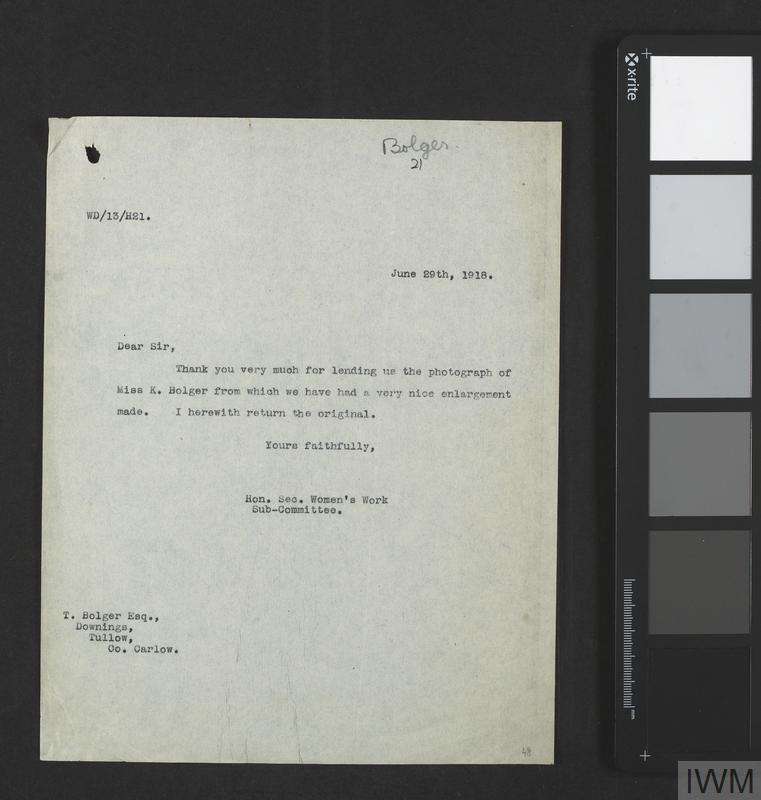 Bolger.
21
WD/13/H21.
June 29th, 1918.
Dear Sir,
Thank you very much for lending us the photograph of
Miss K. Bolger from which we have had a very nice enlargement
made. I herewith return the original.
Yours faithfully,
Hon. Sec. Women's Work
Sub-Committee.
T. Bolger Esq.,
Downings,
Tullow,
Co. Carlow.
48
x-rite
mm
IWM